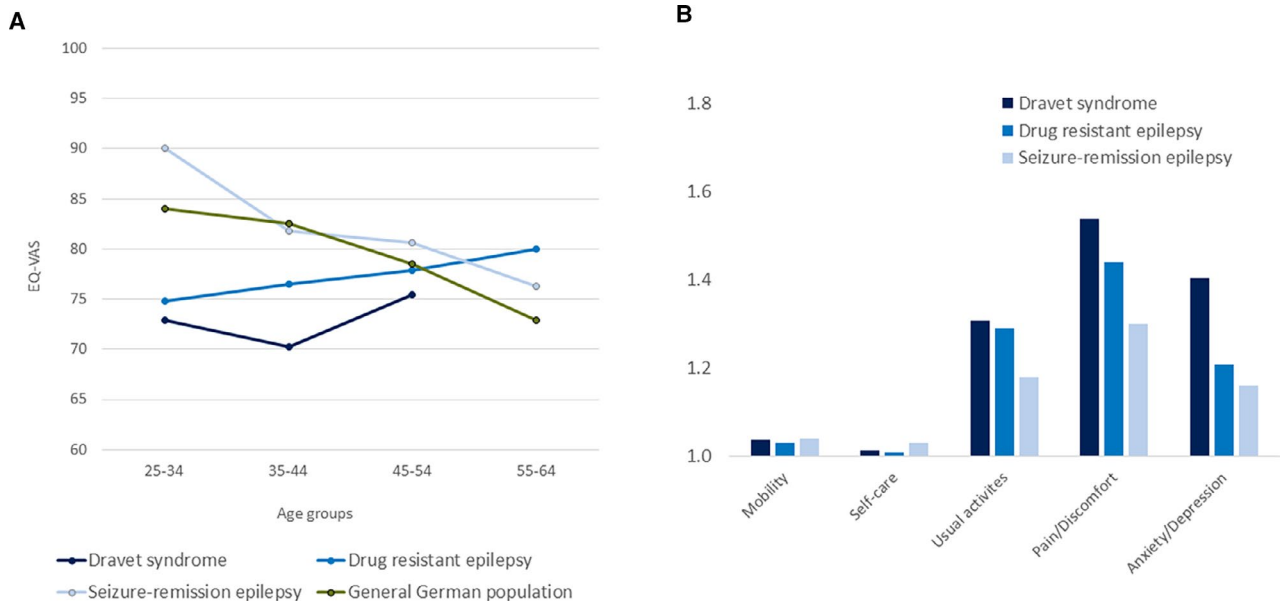 A
100
95
90
85
80
75
70
65
60
EQ-VAS
25-34 35-44 45-54 55-64
Age groups
Dravet syndrome Drug resistant epilepsy
Seizure-remission epilepsy General German population
B
1.8
1.6
1.4
1.2
1.0
Dravet syndrome
Drug resistant epilepsy
Seizure-remission epilepsy
Mobility
Self-care
Usual activites
Pain/Discomfort
Anxiety/Depression